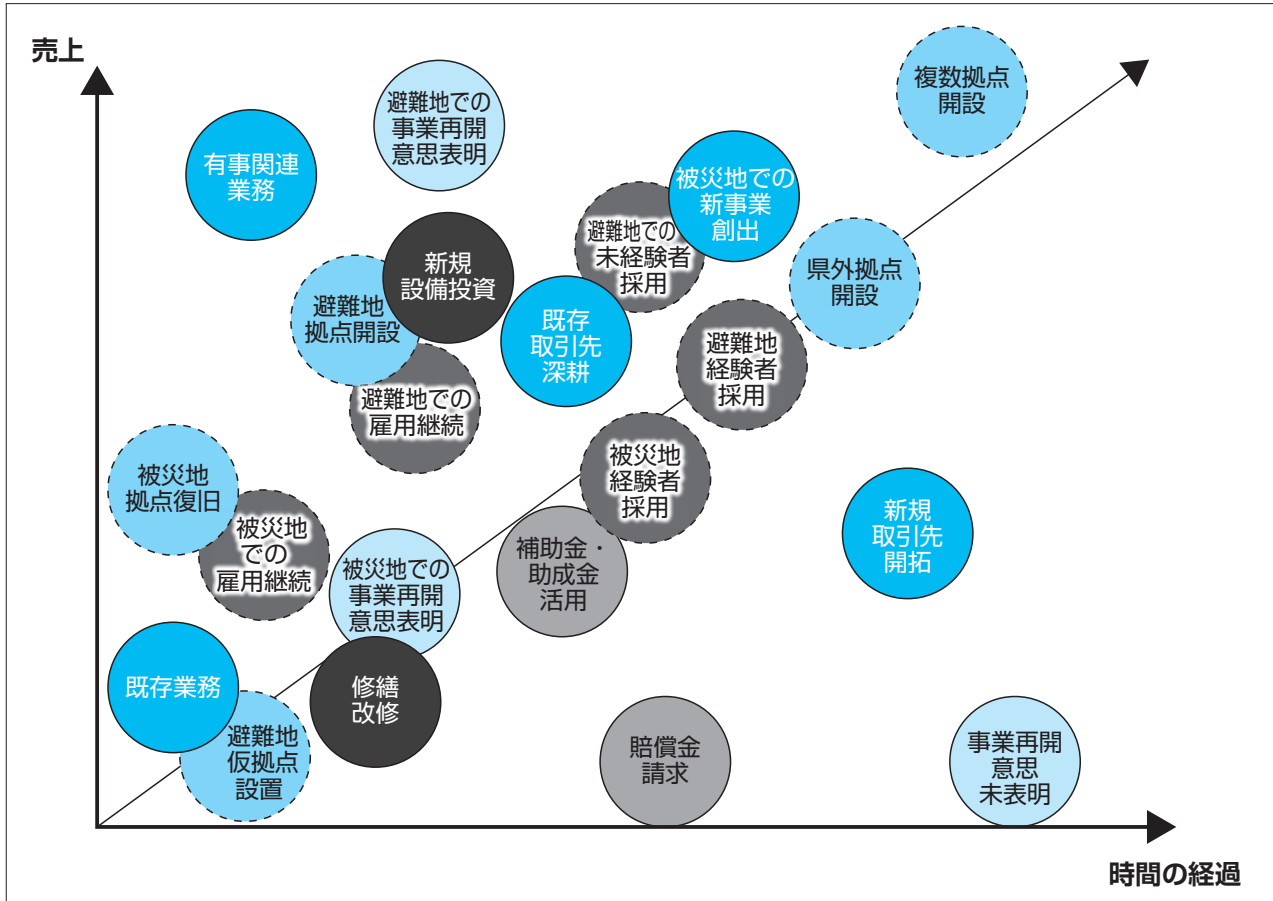 売上
複数拠点
開設
避難地での
事業再開
意思表明
有事関連
業務
被災地での
新事業
創出
避難地での
未経験者
採用
新規
設備投資
県外拠点
開設
避難地
拠点開設
既存
取引先
深耕
避難地
経験者
採用
避難地での
雇用継続
被災地
経験者
採用
被災地
拠点復旧
新規
取引先
開拓
被災地
での
雇用継続
被災地での
事業再開
意思表明
補助金・
助成金
活用
既存業務
修繕
改修
避難地
仮拠点
設置
賠償金
請求
事業再開
意思
未表明
時間の経過